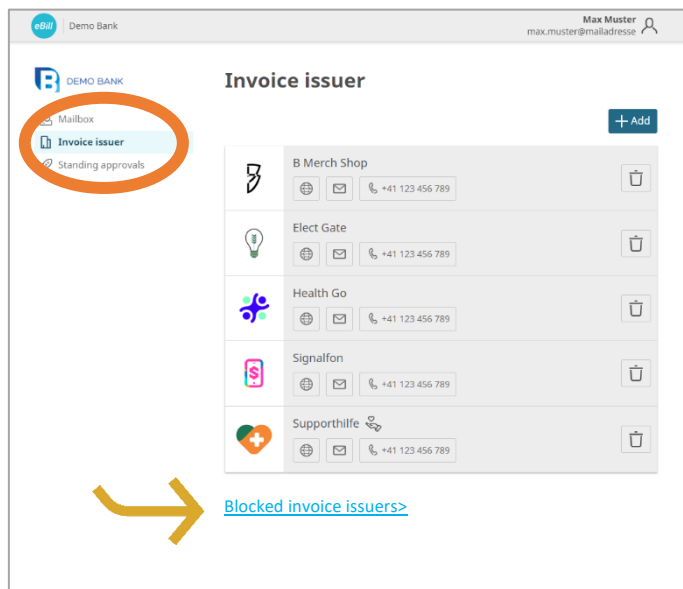 eBill Demo Bank
Max Muster
max.muster@mailadresse
DEMO BANK
Mailbox
Invoice issuer
Standing approvals
Invoice issuer
+ Add
B Merch Shop
+41 123 456 789
Elect Gate
+41 123 456 789
Health Go
+41 123 456 789
Signalfon
+41 123 456 789
Supporthilfe
+41 123 456 789
Blocked invoice issuers>